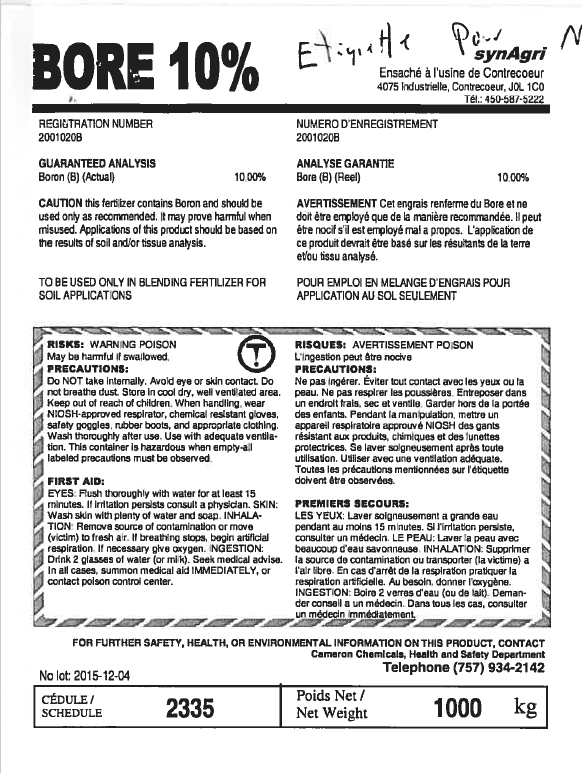 Etiquette Pour N
BORE 10%
synAgri
Ensaché à l'usine de Contrecoeur
4075 Industrielle, Contrecoeur, J0L 1C0
Tél.: 450-587-5222
REGISTRATION NUMBER
2001020B
GUARANTEED ANALYSIS
Boron (B) (Actual) 10.00%
CAUTION this fertilizer contains Boron and should be
used only as recommended. It may prove harmful when
misused. Applications of this product should be based on
the results of soil and/or tissue analysis.
TO BE USED ONLY IN BLENDING FERTILIZER FOR
SOIL APPLICATIONS
NUMERO D'ENREGISTREMENT
2001020B
ANALYSE GARANTIE
Bore (B) (Reel) 10.00%
AVERTISSEMENT Cet engrais renferme du Bore et ne
doit être employé que de la manière recommandée. Il peut
être nocif s'il est employé mal a propos. L'application de
ce produit devrait être basé sur les résultants de la terre
et/ou tissu analysé.
POUR EMPLOI EN MELANGE D'ENGRAIS POUR
APPLICATION AU SOL SEULEMENT
RISKS: WARNING POISON
May be harmful if swallowed.
PRECAUTIONS:
Do NOT take internally. Avoid eye or skin contact. Do
not breathe dust. Store in cool dry, well ventilated area.
Keep out of reach of children. When handling, wear
NIOSH-approved respirator, chemical resistant gloves,
safety goggles, rubber boots, and appropriate clothing.
Wash thoroughly after use. Use with adequate ventila-
tion. This container is hazardous when empty-all
labeled precautions must be observed.
FIRST AID:
EYES: Flush thoroughly with water for at least 15
minutes. If irritation persists consult a physician. SKIN:
Wash skin with plenty of water and soap. INHALA-
TION: Remove source of contamination or move
(victim) to fresh air. If breathing stops, begin artificial
respiration. If necessary give oxygen. INGESTION:
Drink 2 glasses of water (or milk). Seek medical advise.
In all cases, summon medical aid IMMEDIATELY, or
contact poison control center.
T
RISQUES: AVERTISSEMENT POISON
L'ingestion peut être nocive
PRECAUTIONS:
Ne pas ingérer. Éviter tout contact avec les yeux ou la
peau. Ne pas respirer les poussières. Entreposer dans
un endroit frais, sec et ventile. Garder hors de la portée
des enfants. Pendant la manipulation, mettre un
appareil respiratoire approuvé NIOSH des gants
résistant aux produits, chimiques et des lunettes
protectrices. Se laver soigneusement après toute
utilisation. Utiliser avec une ventilation adéquate.
Toutes les précautions mentionnées sur l'étiquette
doivent être observées.
PREMIERS SECOURS:
LES YEUX: Laver soigneusement a grande eau
pendant au moins 15 minutes. Si l'irritation persiste,
consulter un médecin. LE PEAU: Laver la peau avec
beaucoup d'eau savonneuse. INHALATION: Supprimer
la source de contamination ou transporter (la victime) a
l'air libre. En cas d'arrêt de la respiration pratiquer la
respiration artificielle. Au besoin, donner l'oxygène.
INGESTION: Boire 2 verres d'eau (ou de lait). Deman-
der conseil a un médecin. Dans tous les cas, consulter
un médecin immédiatement.
FOR FURTHER SAFETY, HEALTH, OR ENVIRONMENTAL INFORMATION ON THIS PRODUCT, CONTACT
Cameron Chemicals, Health and Safety Department
Telephone (757) 934-2142
No lot: 2015-12-04
CÉDULE /
SCHEDULE
2335
Poids Net /
Net Weight
1000 kg